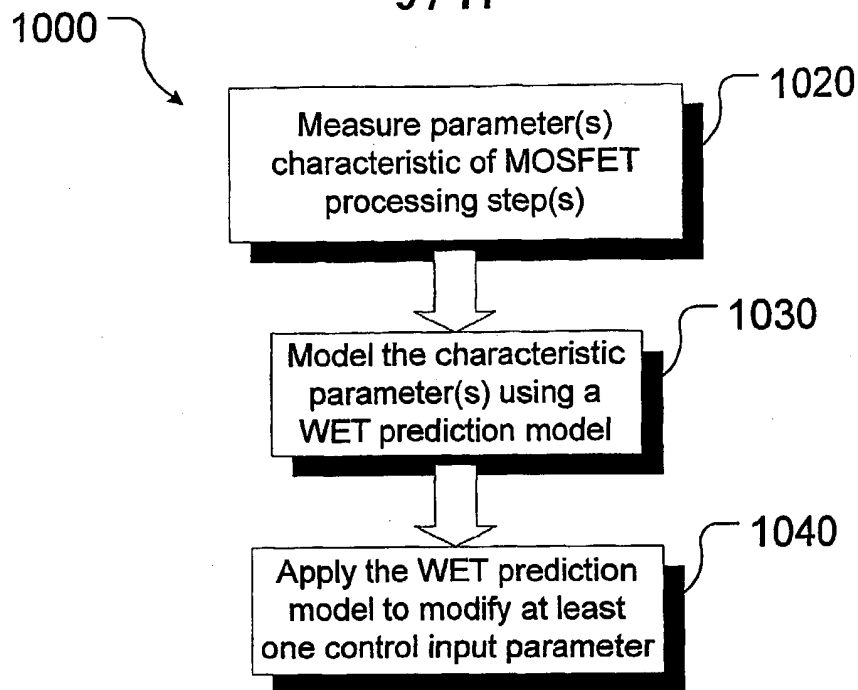 1000
1020
Measure parameter(s)
characteristic of MOSFET
processing step(s)
1030
Model the characteristic
parameter(s) using a
WET prediction model
1040
Apply the WET prediction
model to modify at least
one control input parameter